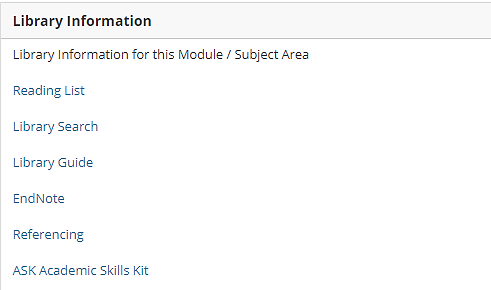 Library Information
Library Information for this Module / Subject Area
Reading List
Library Search
Library Guide
EndNote
Referencing
ASK Academic Skills Kit